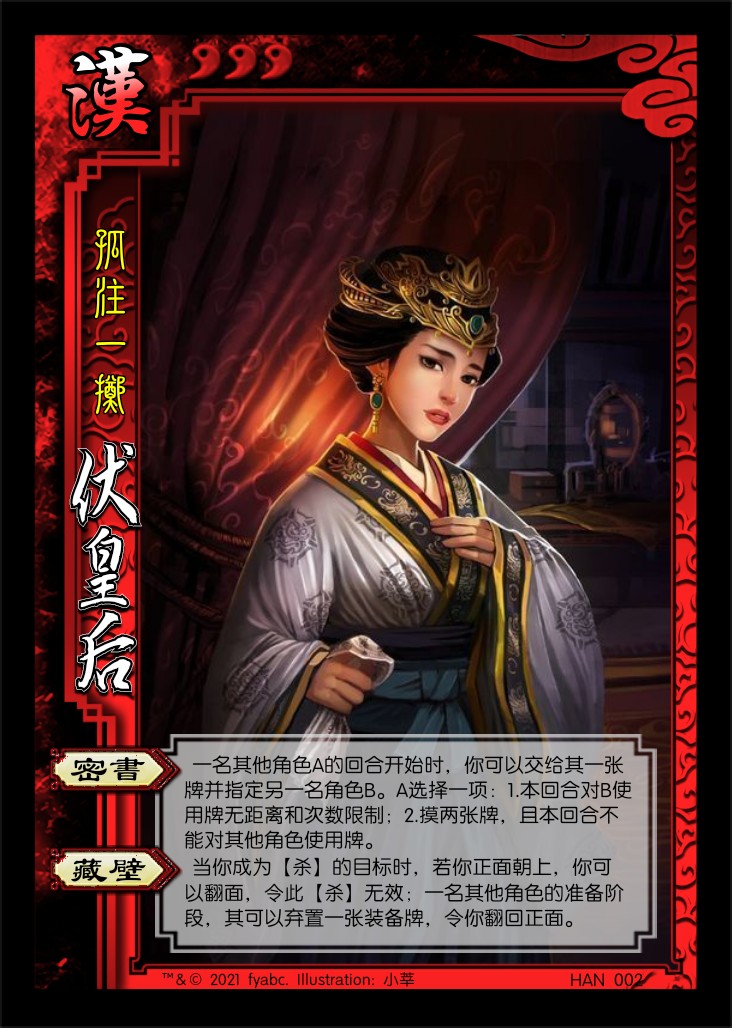 漢
孤注一擲
伏皇后
密書
一名其他角色A的回合开始时，你可以交给其一张
牌并指定另一名角色B。A选择一项：1.本回合对B使
用牌无距离和次数限制；2.摸两张牌，且本回合不
能对其他角色使用牌。
藏壁
当你成为【杀】的目标时，若你正面朝上，你可
以翻面，令此【杀】无效；一名其他角色的准备阶
段，其可以弃置一张装备牌，令你翻回正面。
™&© 2021 fyabc. Illustration: 小莘
HAN 002